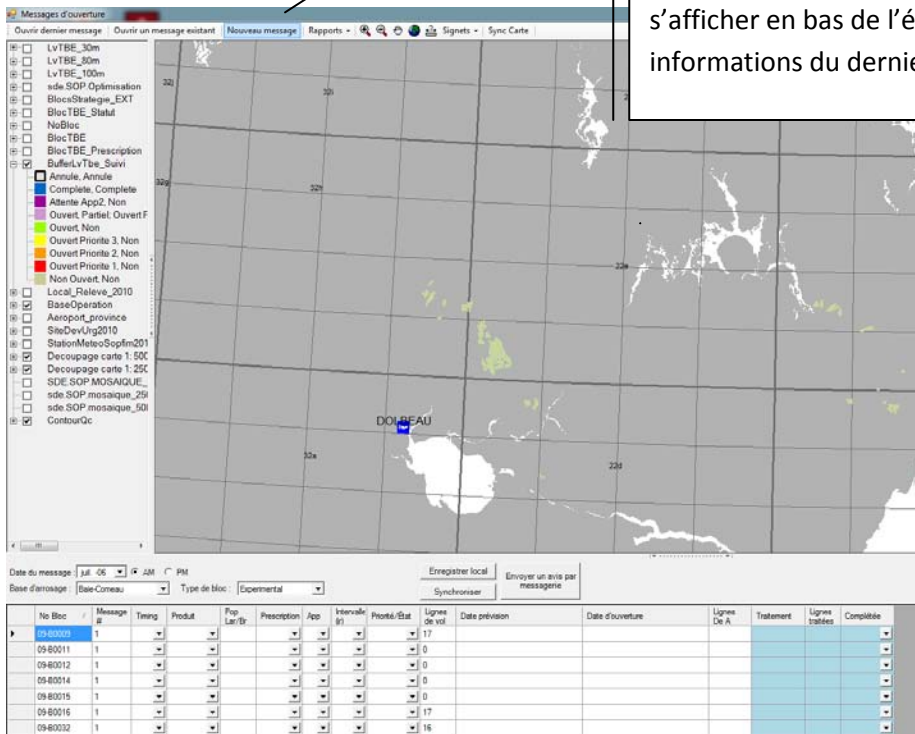 s’afficher en bas de l’é
informations du dernie
Messages d'ouverture
Ouvrir dernier message Ouvrir un message existant Nouveau message Rapports Signets Sync Carte
LvTBE_30m
LvTBE_80m
LvTBE_100m
sde.SOP.Optimisation
BlocsStrategie_EXT
BlocTBE_Statut
NoBloc
BlocTBE
BlocTBE_Prescription
BufferLvTbe_Suivi
Annule, Annule
Complete, Complete
Attente App2, Non
Ouvert, Partiel; Ouvert P
Ouvert, Non
Ouvert Priorite 3, Non
Ouvert Priorite 2, Non
Ouvert Priorite 1, Non
Non Ouvert, Non
Local_Releve_2010
BaseOperation
Aeroport_province
SiteDevUrg2010
StationMeteoSopfim201
Decoupage carte 1: 50C
Decoupage carte 1: 25C
SDE.SOP.MOSAIQUE_
sde.SOP.mosaique_25l
sde.SOP.mosaique_50l
ContourQc
32j
32i
32g
32h
22e
DOLBEAU
32a
22d
Date du message : juil. -06 AM PM
Enregistrer local
Envoyer un avis par messagerie
Base d'arrosage : Baie-Comeau Type de bloc : Experimental
Synchroniser
No Bloc Message # Timing Produit Pop Lar/Br Prescription App Intervalle (r) Priorité/État Lignes de vol Date prévision Date d'ouverture Lignes De A Traitement Lignes traitées Complétée
09-B0009 1 17
09-B0011 1 0
09-B0012 1 0
09-B0014 1 0
09-B0015 1 0
09-B0016 1 17
09-B0032 1 16